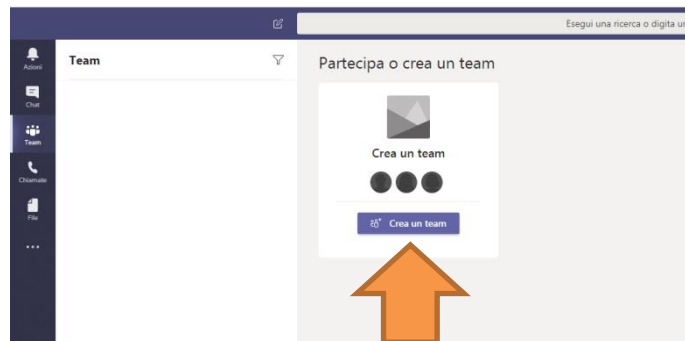 Esegui una ricerca o digita un
Azioni
Chat
Team
Chiamate
File
Team
Partecipa o crea un team
Crea un team
Crea un team